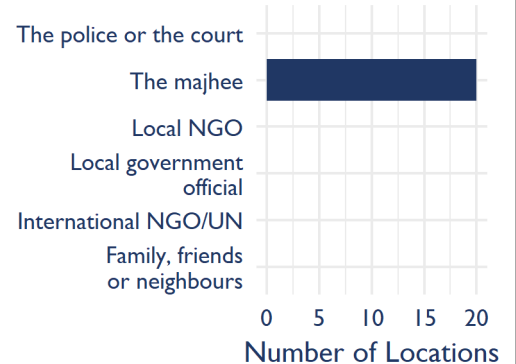 The police or the court
The majhee
Local NGO
Local government
official
International NGO/UN
Family, friends
or neighbours
0 5 10 15 20
Number of Locations